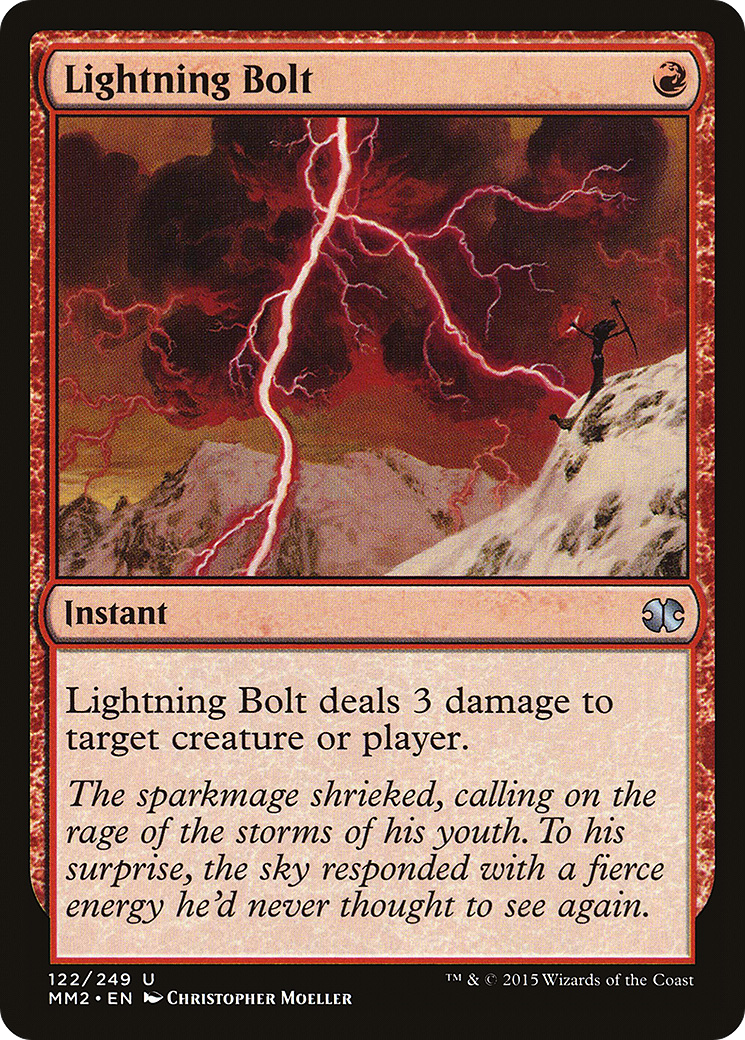 Lightning Bolt
Instant
Lightning Bolt deals 3 damage to
target creature or player.
The sparkmage shrieked, calling on the
rage of the storms of his youth. To his
surprise, the sky responded with a fierce
energy he'd never thought to see again.
122/249 U
MM2 • EN Christopher Moeller
™ & © 2015 Wizards of the Coast